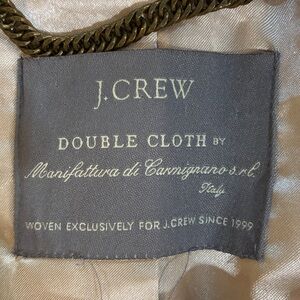 J.CREW
DOUBLE CLOTH BY
Manifattura di Carmignano s.r.l.
Italy
WOVEN EXCLUSIVELY FOR J.CREW SINCE 1999